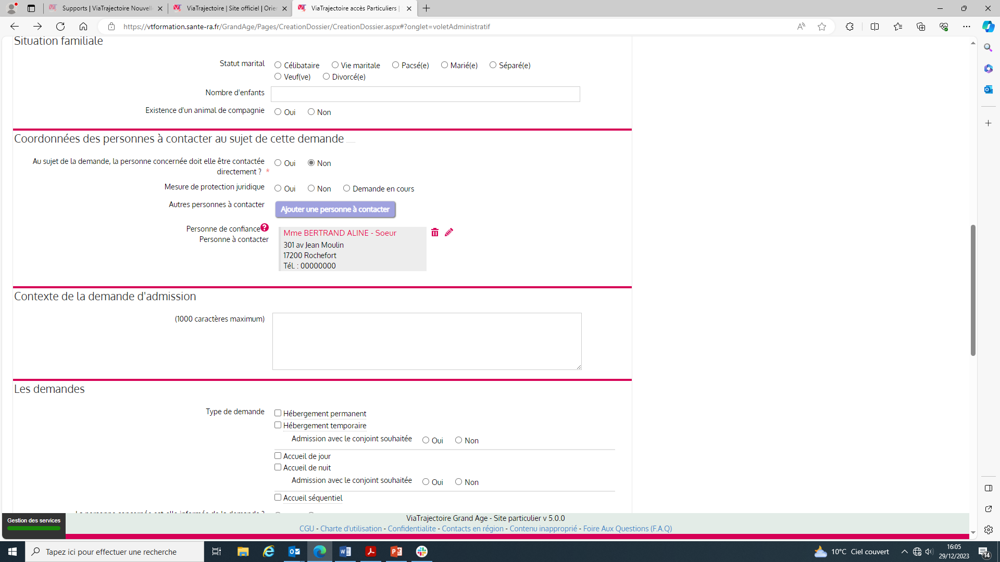 Supports | ViaTrajectoire Nouvell
ViaTrajectoire | Site officiel | Orie
ViaTrajectoire accès Particuliers |
https://vtformation.sante-ra.fr/GrandAge/Pages/CreationDossier/CreationDossier.aspx#?onglet=voletAdministratif
Situation familiale
Statut marital
Célibataire Vie maritale Pacsé(e) Marié(e) Séparé(e)
Veuf(ve) Divorcé(e)
Nombre d'enfants
Existence d'un animal de compagnie Oui Non
Coordonnées des personnes à contacter au sujet de cette demande
Au sujet de la demande, la personne concernée doit elle être contactée
directement ? *
Oui Non
Mesure de protection juridique Oui Non Demande en cours
Autres personnes à contacter Ajouter une personne à contacter
Personne de confiance ?
Personne à contacter
Mme BERTRAND ALINE - Soeur
301 av Jean Moulin
17200 Rochefort
Tél. : 00000000
Contexte de la demande d'admission
(1000 caractères maximum)
Les demandes
Type de demande
Hébergement permanent
Hébergement temporaire
Admission avec le conjoint souhaitée Oui Non
Accueil de jour
Accueil de nuit
Admission avec le conjoint souhaitée Oui Non
Accueil séquentiel
Gestion des services
ViaTrajectoire Grand Age - Site particulier v 5.0.0
CGU - Charte d'utilisation - Confidentialite - Contacts en région - Contenu inapproprié - Foire Aux Questions (F.A.Q)
Tapez ici pour effectuer une recherche
10°C Ciel couvert
16:05
29/12/2023
14